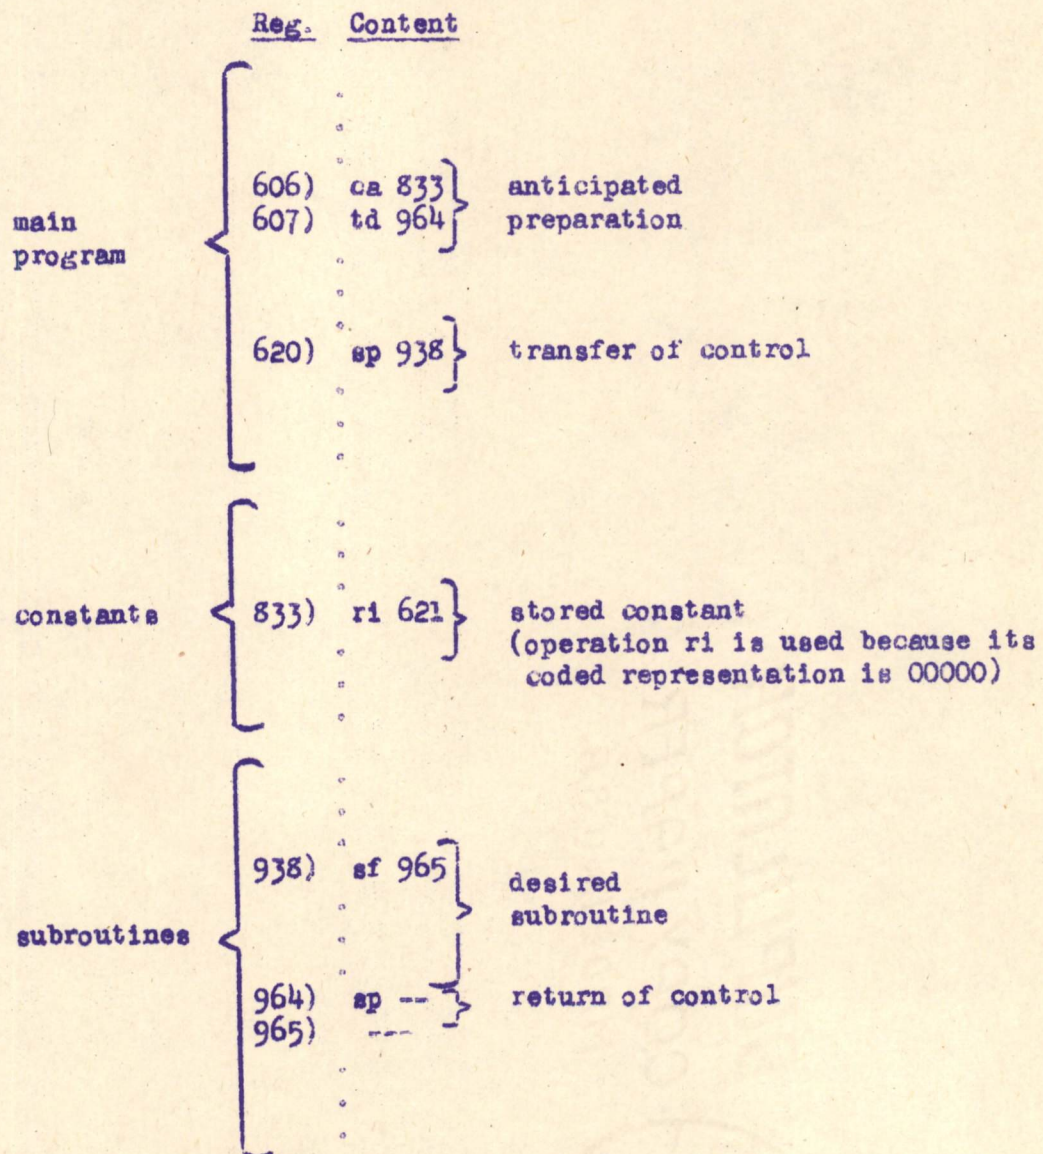 Reg. Content
606) ca 833 anticipated
main 607) td 964 preparation
program
620) sp 938 transfer of control
constants 833) ri 621 stored constant
(operation ri is used because its
coded representation is 00000)
938) sf 965 desired
subroutine
subroutines
964) sp -- return of control
965) ---